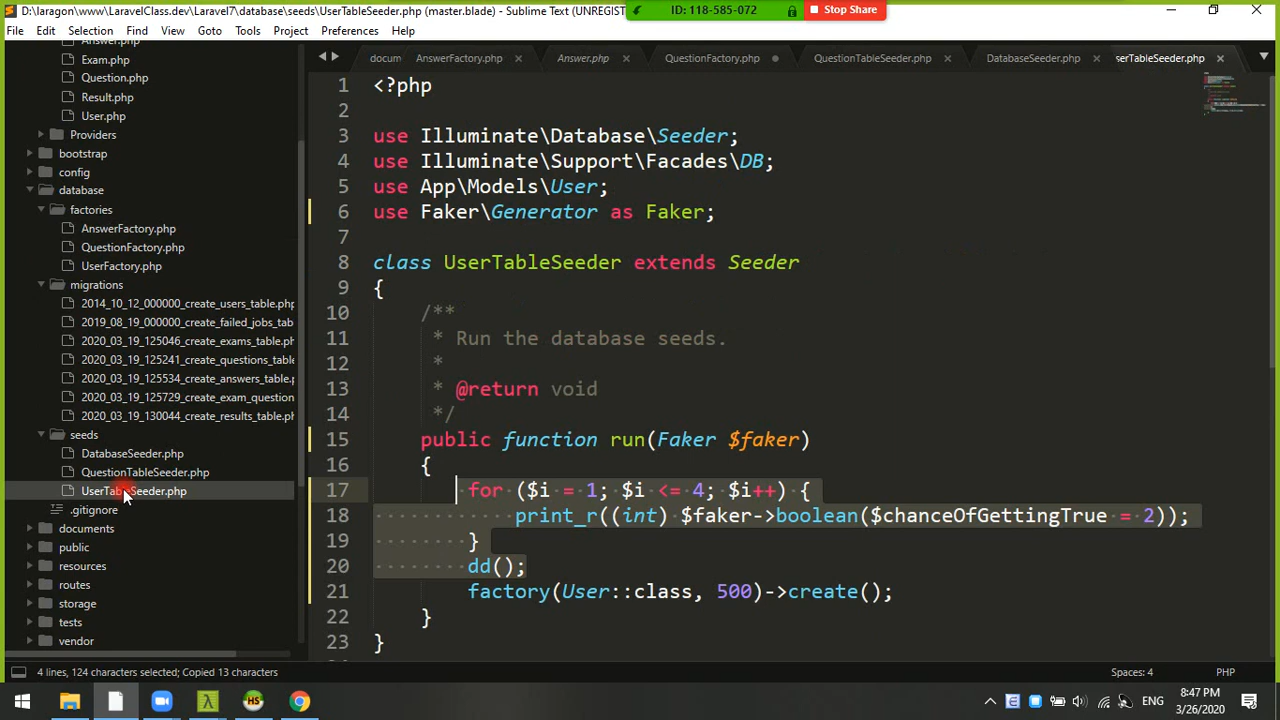 D:\laragon\www\LaravelClass.dev\Laravel7\database\seeds\UserTableSeeder.php (master.blade) - Sublime Text (UNREGIST
ID: 118-585-072
Stop Share
File Edit Selection Find View Goto Tools Project Preferences Help
Answer.php
Exam.php
Question.php
Result.php
User.php
Providers
bootstrap
config
database
factories
AnswerFactory.php
QuestionFactory.php
UserFactory.php
migrations
2014_10_12_000000_create_users_table.php
2019_08_19_000000_create_failed_jobs_tab
2020_03_19_125046_create_exams_table.ph
2020_03_19_125241_create_questions_table
2020_03_19_125534_create_answers_table.p
2020_03_19_125697_create_exam_question
2020_03_19_130044_create_results_table.ph
seeds
DatabaseSeeder.php
QuestionTableSeeder.php
UserTableSeeder.php
.gitignore
documents
public
resources
routes
storage
tests
vendor
docum AnswerFactory.php Answer.php QuestionFactory.php QuestionTableSeeder.php DatabaseSeeder.php serTableSeeder.php
1 <?php
2
3 use Illuminate\Database\Seeder;
4 use Illuminate\Support\Facades\DB;
5 use App\Models\User;
6 use Faker\Generator as Faker;
7
8 class UserTableSeeder extends Seeder
9 {
10 /**
11 * Run the database seeds.
12 *
13 * @return void
14 */
15 public function run(Faker $faker)
16 {
17 for ($i = 1; $i <= 4; $i++) {
18 print_r((int) $faker->boolean($chanceOfGettingTrue = 2));
19 }
20 dd();
21 factory(User::class, 500)->create();
22 }
23 }
4 lines, 124 characters selected; Copied 13 characters
Spaces: 4
PHP
HS
ENG
8:47 PM
3/26/2020